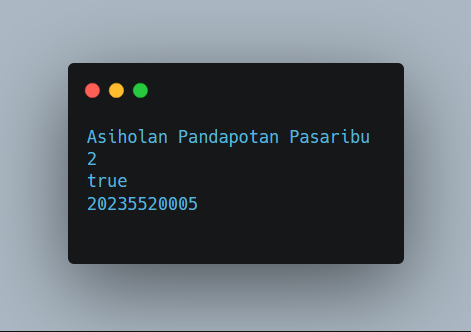 Asiholan Pandapotan Pasaribu
2
true
20235520005